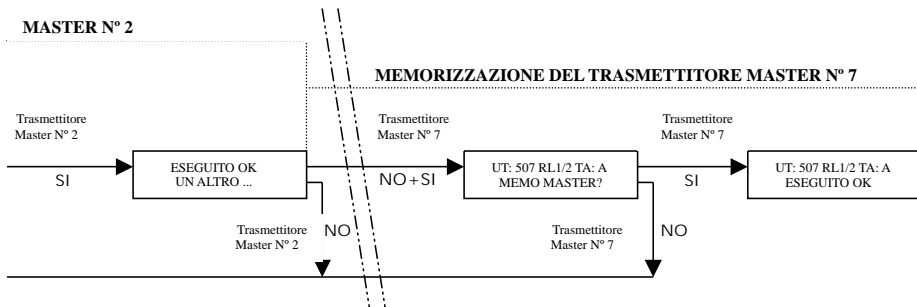 MASTER Nº 2
MEMORIZZAZIONE DEL TRASMETTITORE MASTER Nº 7
Trasmettitore
Master Nº 2
Trasmettitore
Master Nº 7
Trasmettitore
Master Nº 7
ESEGUITO OK
UN ALTRO ...
UT: 507 RL1/2 TA: A
MEMO MASTER?
UT: 507 RL1/2 TA: A
ESEGUITO OK
SI
NO+SI
SI
Trasmettitore
Master Nº 2
NO
Trasmettitore
Master Nº 7
NO